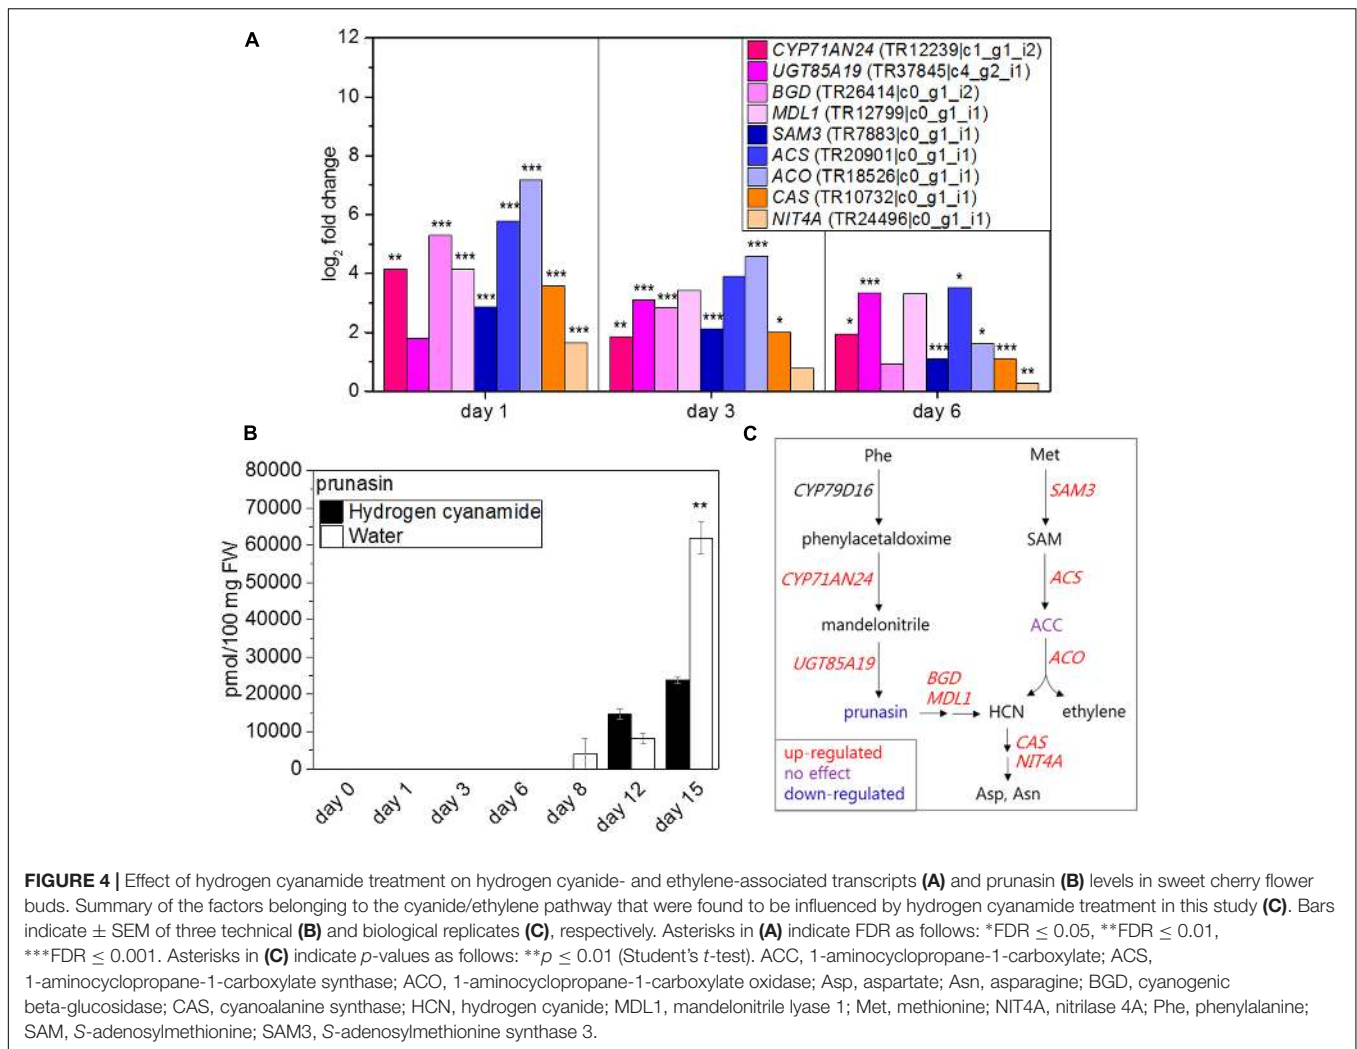 A
12
10
8
6
4
2
0
log2 fold change
CYP71AN24 (TR12239|c1_g1_i2)
UGT85A19 (TR37845|c4_g2_i1)
BGD (TR26414|c0_g1_i2)
MDL1 (TR12799|c0_g1_i1)
SAM3 (TR7883|c0_g1_i1)
ACS (TR20901|c0_g1_i1)
ACO (TR18526|c0_g1_i1)
CAS (TR10732|c0_g1_i1)
NIT4A (TR24496|c0_g1_i1)
** *** *** *** *** *** *** ***
** *** *** *** *** *
* *** *** * * *** **
day 1 day 3 day 6
B
80000
70000
60000
50000
40000
30000
20000
10000
0
pmol/100 mg FW
prunasin
Hydrogen cyanamide
Water
**
day 0 day 1 day 3 day 6 day 8 day 12 day 15
C
Phe Met
CYP79D16 SAM3
phenylacetaldoxime SAM
CYP71AN24 ACS
mandelonitrile ACC
UGT85A19 ACO
BGD
MDL1
prunasin HCN ethylene
CAS
NIT4A
Asp, Asn
up-regulated
no effect
down-regulated
FIGURE 4 | Effect of hydrogen cyanamide treatment on hydrogen cyanide- and ethylene-associated transcripts (A) and prunasin (B) levels in sweet cherry flower
buds. Summary of the factors belonging to the cyanide/ethylene pathway that were found to be influenced by hydrogen cyanamide treatment in this study (C). Bars
indicate ± SEM of three technical (B) and biological replicates (C), respectively. Asterisks in (A) indicate FDR as follows: *FDR ≤ 0.05, **FDR ≤ 0.01,
***FDR ≤ 0.001. Asterisks in (C) indicate p-values as follows: **p ≤ 0.01 (Student's t-test). ACC, 1-aminocyclopropane-1-carboxylate; ACS,
1-aminocyclopropane-1-carboxylate synthase; ACO, 1-aminocyclopropane-1-carboxylate oxidase; Asp, aspartate; Asn, asparagine; BGD, cyanogenic
beta-glucosidase; CAS, cyanoalanine synthase; HCN, hydrogen cyanide; MDL1, mandelonitrile lyase 1; Met, methionine; NIT4A, nitrilase 4A; Phe, phenylalanine;
SAM, S-adenosylmethionine; SAM3, S-adenosylmethionine synthase 3.